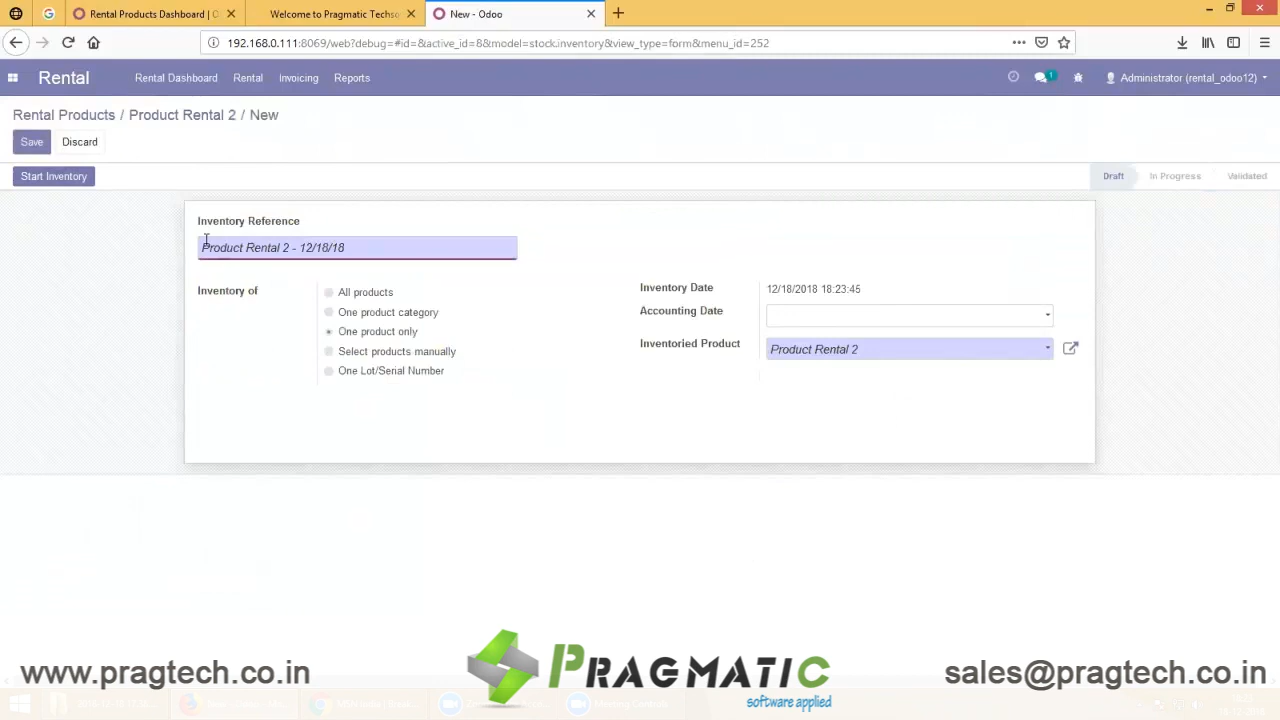 Rental Products Dashboard | O
Welcome to Pragmatic Techso
New - Odoo
192.168.0.111:8069/web?debug=#id=&active_id=8&model=stock.inventory&view_type=form&menu_id=252
Rental
Rental Dashboard
Rental
Invoicing
Reports
1
Administrator (rental_odoo12)
Rental Products / Product Rental 2 / New
Save
Discard
Start Inventory
Draft
In Progress
Validated
Inventory Reference
Product Rental 2 - 12/18/18
Inventory of
All products
One product category
One product only
Select products manually
One Lot/Serial Number
Inventory Date
12/18/2018 18:23:45
Accounting Date
Inventoried Product
Product Rental 2
www.pragtech.co.in
PRAGMATIC
software applied
sales@pragtech.co.in